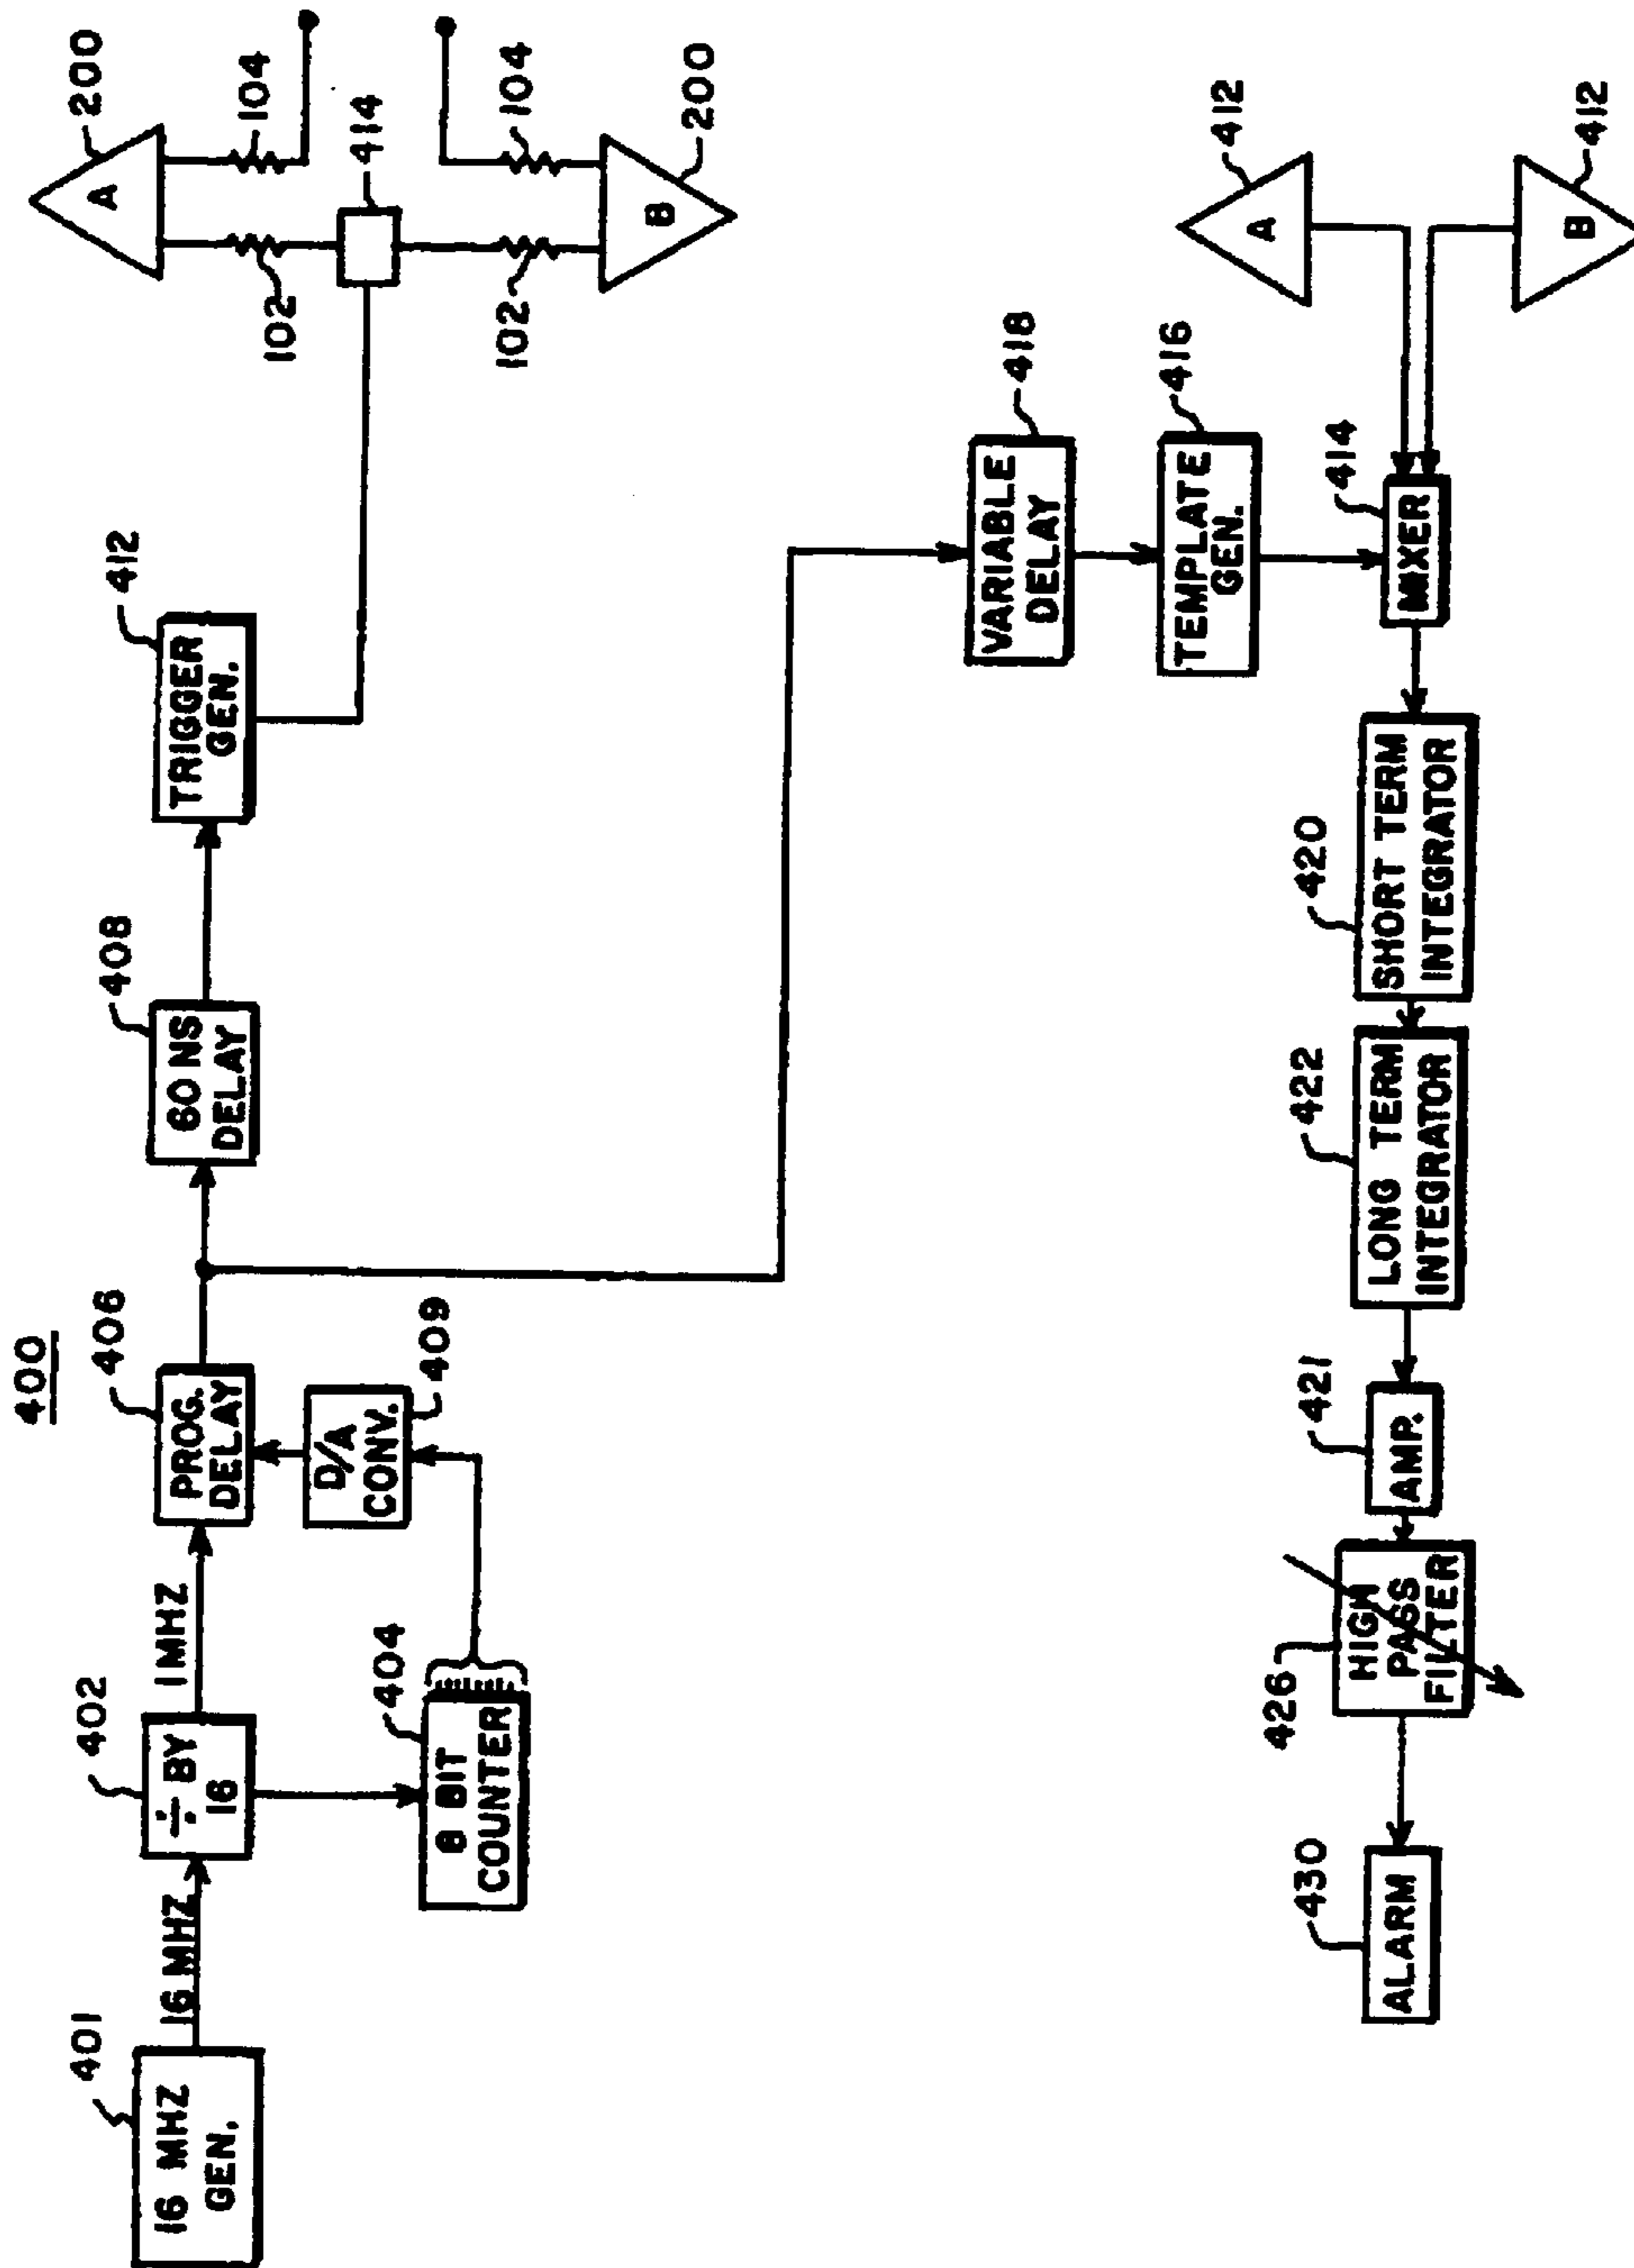 400
401
16 MHZ
GEN.
16 MHZ
402
÷ BY
16
1 MHZ
404
8 BIT
COUNTER
406
PROG.
DELAY
D/A
CONV.
409
408
60 NS
DELAY
412
TRIGGER
GEN.
102
102
414
A
200
104
104
B
200
VARIABLE
DELAY
418
TEMPLATE
GEN.
416
A
412
B
412
MIXER
414
420
SHORT TERM
INTEGRATOR
422
LONG TERM
INTEGRATOR
421
AMP.
426
HIGH
PASS
FILTER
430
ALARM